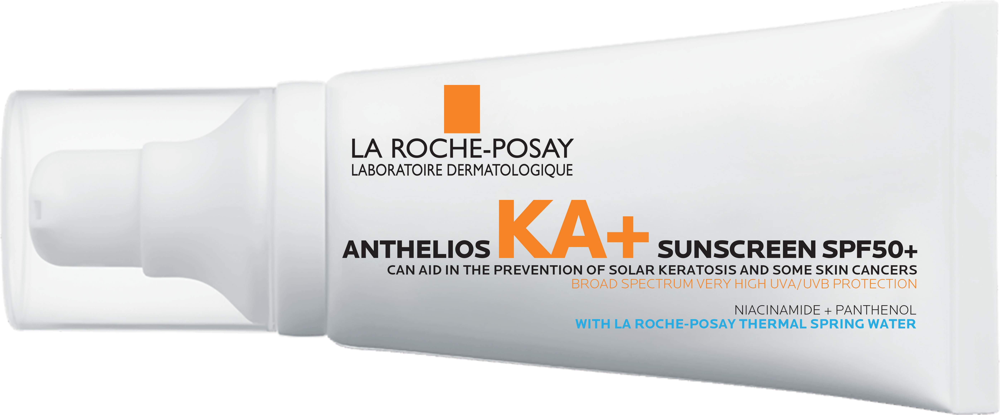 LA ROCHE-POSAY
LABORATOIRE DERMATOLOGIQUE
ANTHELIOS KA+ SUNSCREEN SPF50+
CAN AID IN THE PREVENTION OF SOLAR KERATOSIS AND SOME SKIN CANCERS
BROAD SPECTRUM VERY HIGH UVA/UVB PROTECTION
NIACINAMIDE + PANTHENOL
WITH LA ROCHE-POSAY THERMAL SPRING WATER